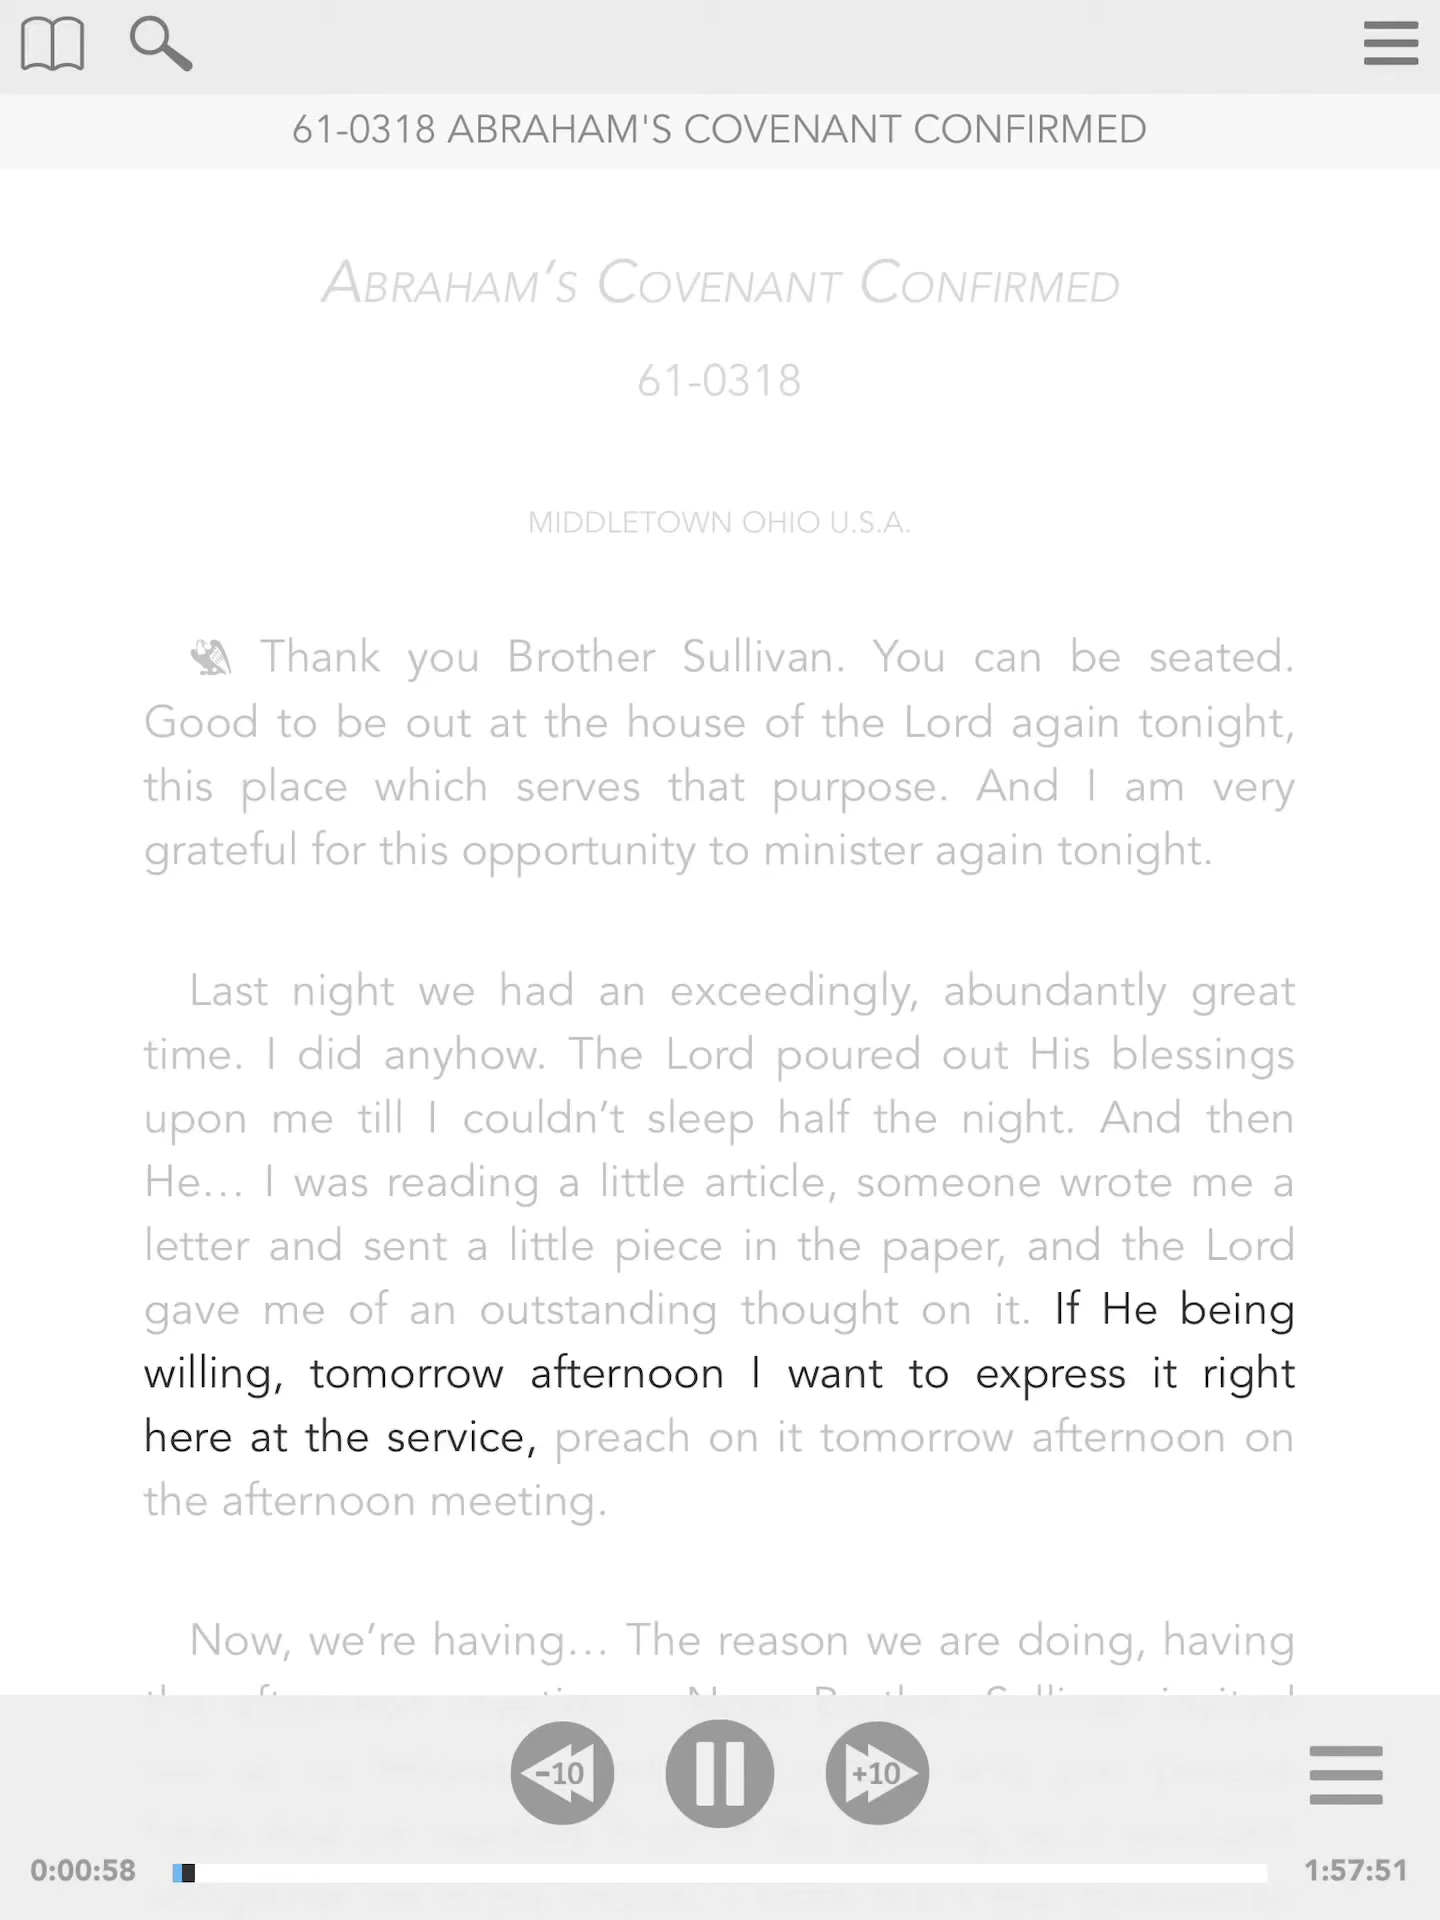 61-0318 ABRAHAM'S COVENANT CONFIRMED
Abraham’s Covenant Confirmed
61-0318
MIDDLETOWN OHIO U.S.A.
Thank you Brother Sullivan. You can be seated.
Good to be out at the house of the Lord again tonight,
this place which serves that purpose. And I am very
grateful for this opportunity to minister again tonight.
Last night we had an exceedingly, abundantly great
time. I did anyhow. The Lord poured out His blessings
upon me till I couldn’t sleep half the night. And then
He… I was reading a little article, someone wrote me a
letter and sent a little piece in the paper, and the Lord
gave me of an outstanding thought on it. If He being
willing, tomorrow afternoon I want to express it right
here at the service, preach on it tomorrow afternoon on
the afternoon meeting.
Now, we’re having… The reason we are doing, having
-10
+10
0:00:58
1:57:51